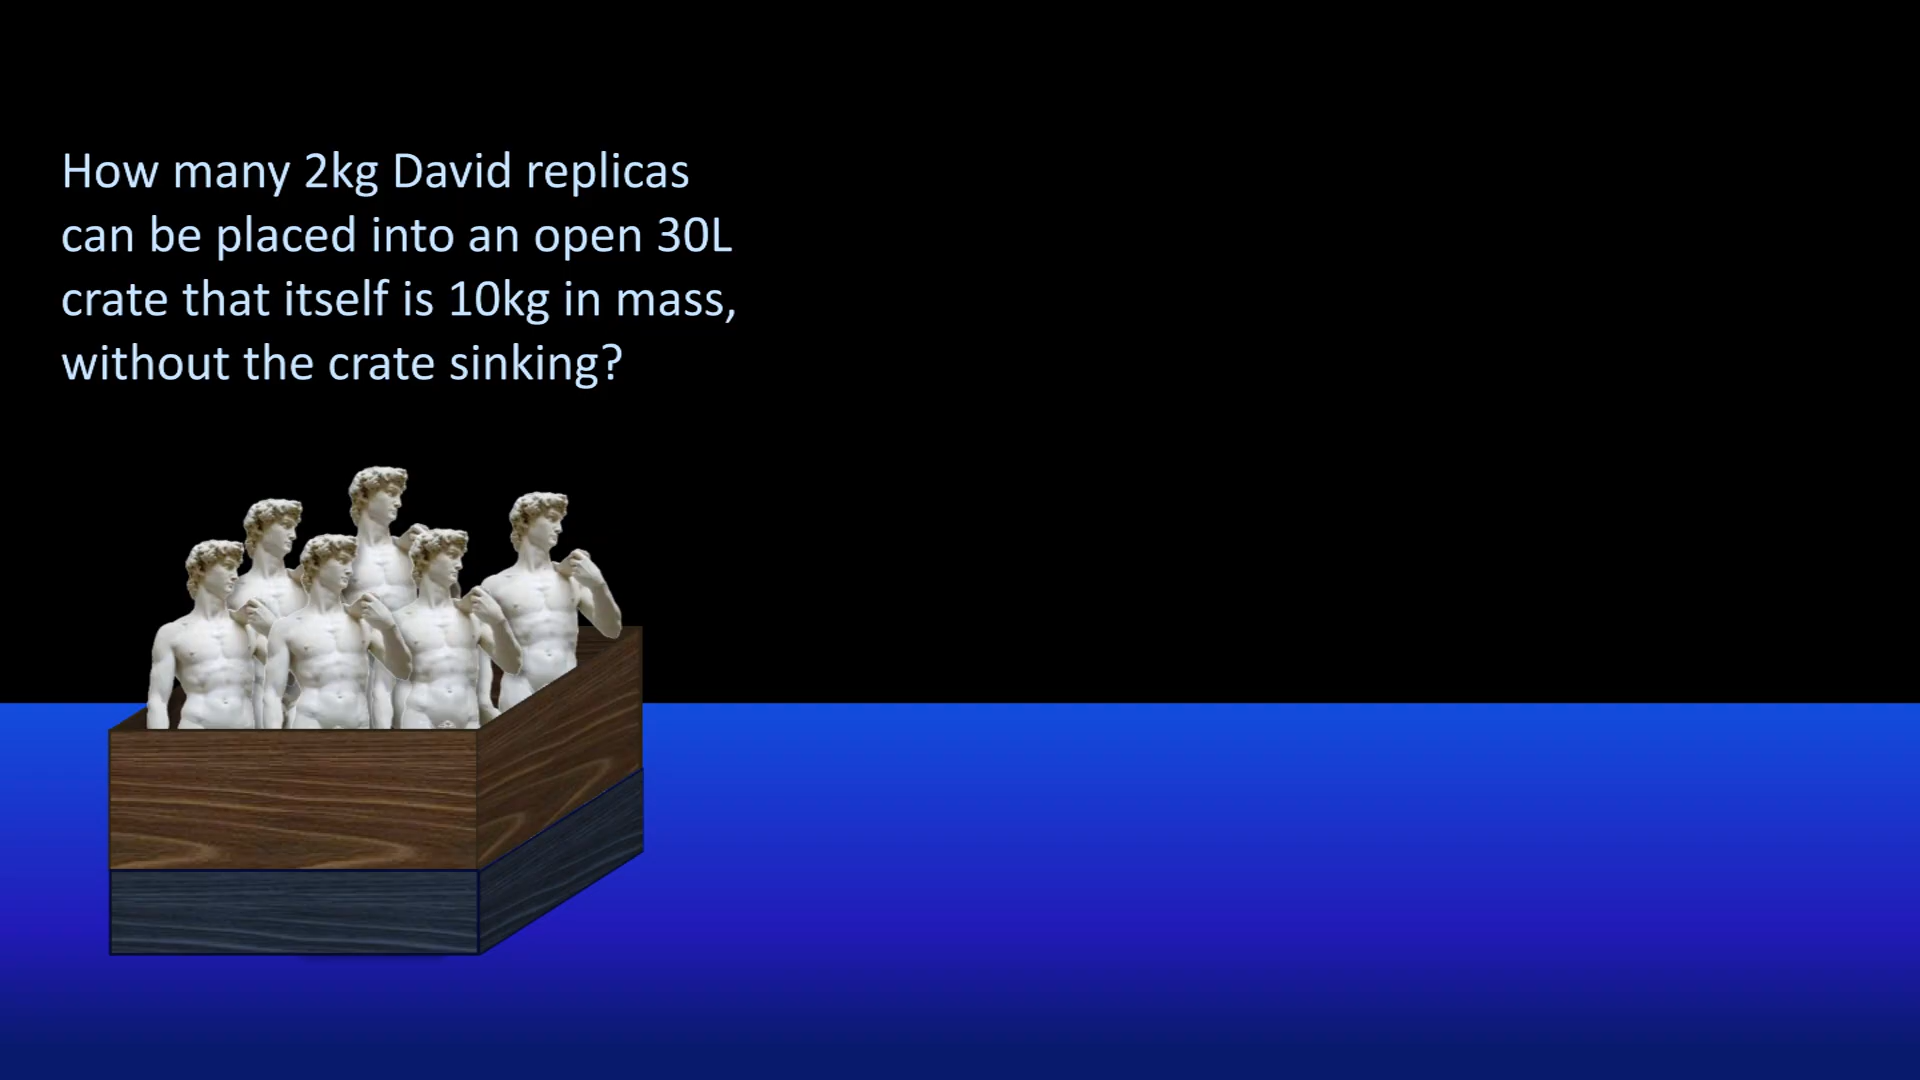 How many 2kg David replicas
can be placed into an open 30L
crate that itself is 10kg in mass,
without the crate sinking?